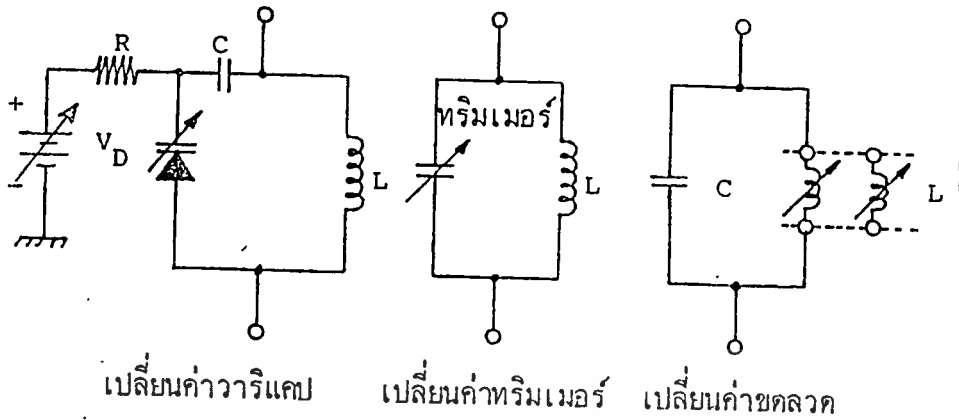 R
C
+
V_D
-
L
ทริมเมอร์
L
C
L
เปลี่ยนค่าวาริแคป
เปลี่ยนค่าทริมเมอร์
เปลี่ยนค่าขดลวด